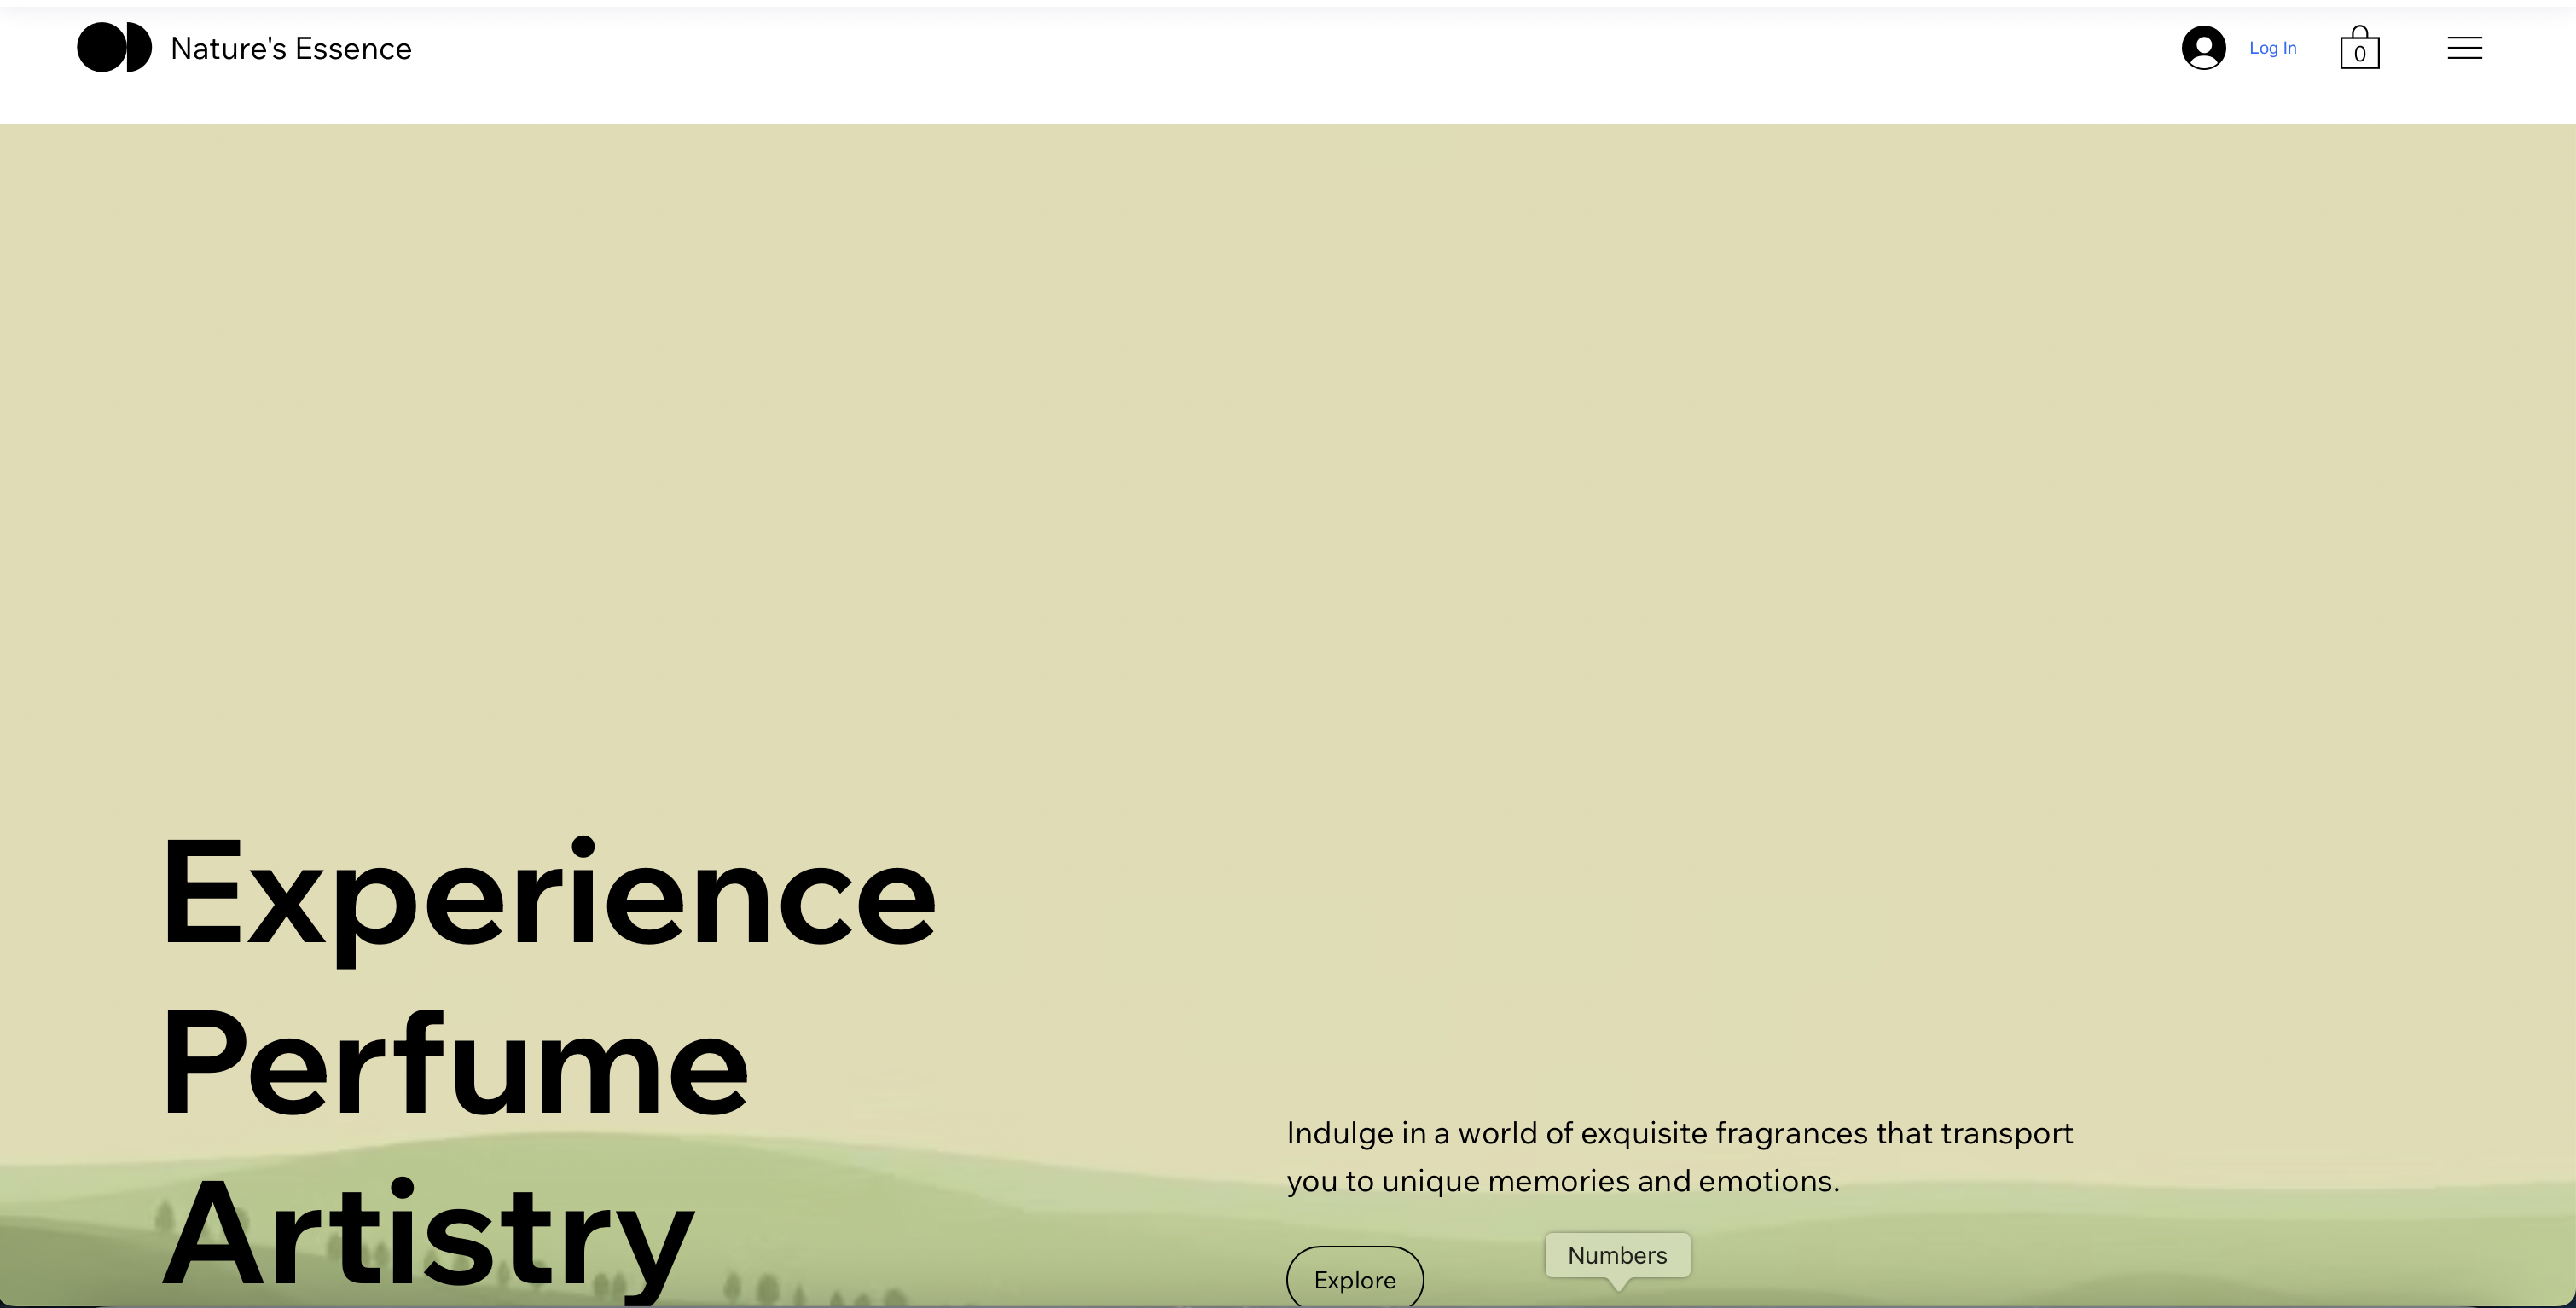 Nature's Essence
Log In
0
Experience
Perfume
Artistry
Indulge in a world of exquisite fragrances that transport
you to unique memories and emotions.
Explore
Numbers